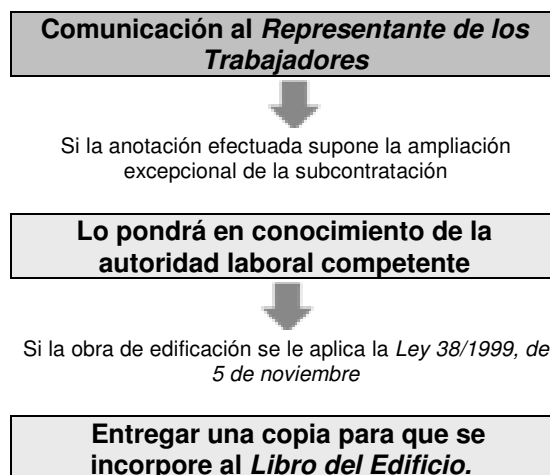 Comunicación al Representante de los
Trabajadores
Si la anotación efectuada supone la ampliación
excepcional de la subcontratación
Lo pondrá en conocimiento de la
autoridad laboral competente
Si la obra de edificación se le aplica la Ley 38/1999, de
5 de noviembre
Entregar una copia para que se
incorpore al Libro del Edificio.